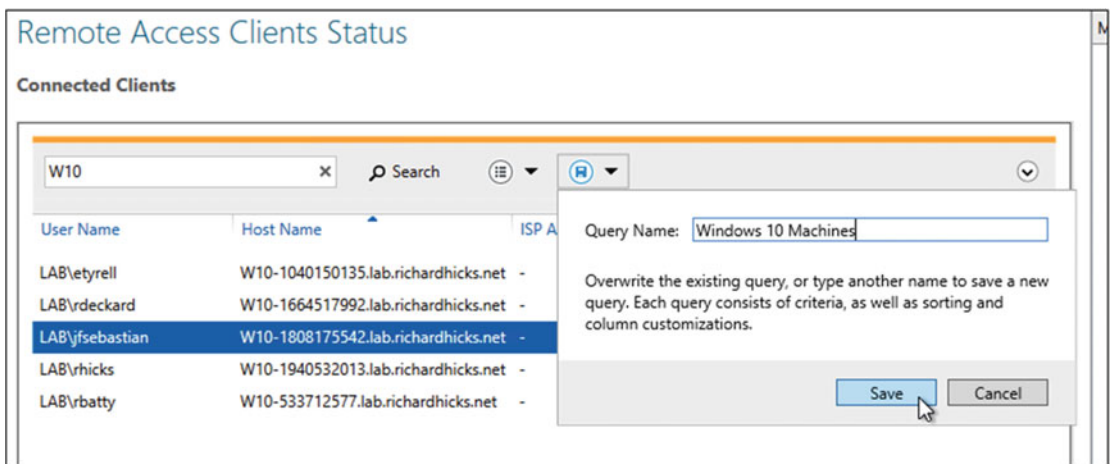 Remote Access Clients Status
M
Connected Clients
W10
Search
User Name Host Name ISP A
LAB\etyrell W10-1040150135.lab.richardhicks.net -
LAB\rdeckard W10-1664517992.lab.richardhicks.net -
LAB\jfsebastian W10-1808175542.lab.richardhicks.net -
LAB\rhicks W10-1940532013.lab.richardhicks.net -
LAB\rbatty W10-533712577.lab.richardhicks.net -
Query Name: Windows 10 Machines
Overwrite the existing query, or type another name to save a new
query. Each query consists of criteria, as well as sorting and
column customizations.
Save Cancel